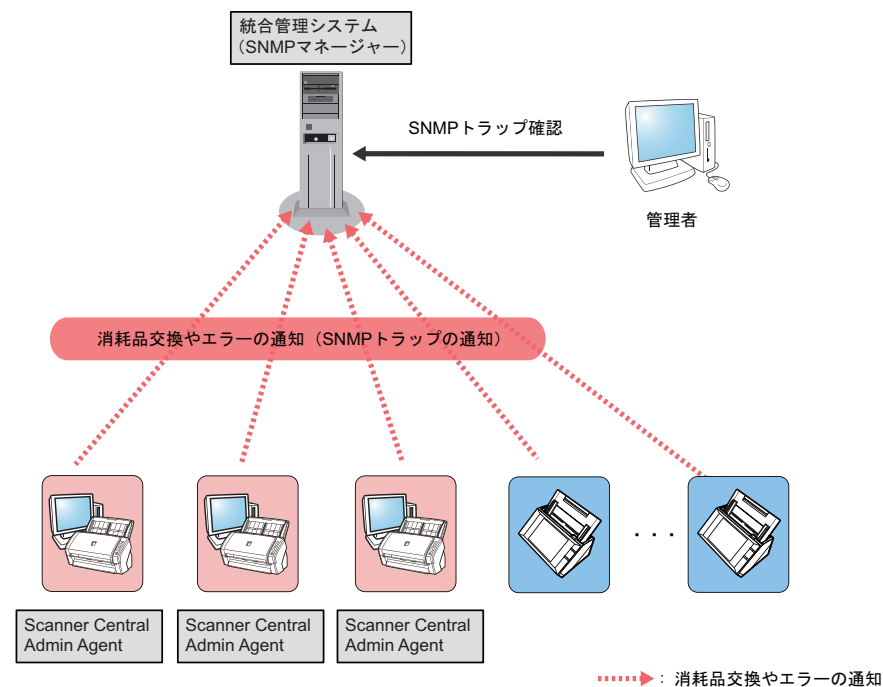 統合管理システム
（SNMPマネージャー）
SNMPトラップ確認
管理者
消耗品交換やエラーの通知（SNMPトラップの通知）
. . .
Scanner Central
Admin Agent
Scanner Central
Admin Agent
Scanner Central
Admin Agent
：消耗品交換やエラーの通知